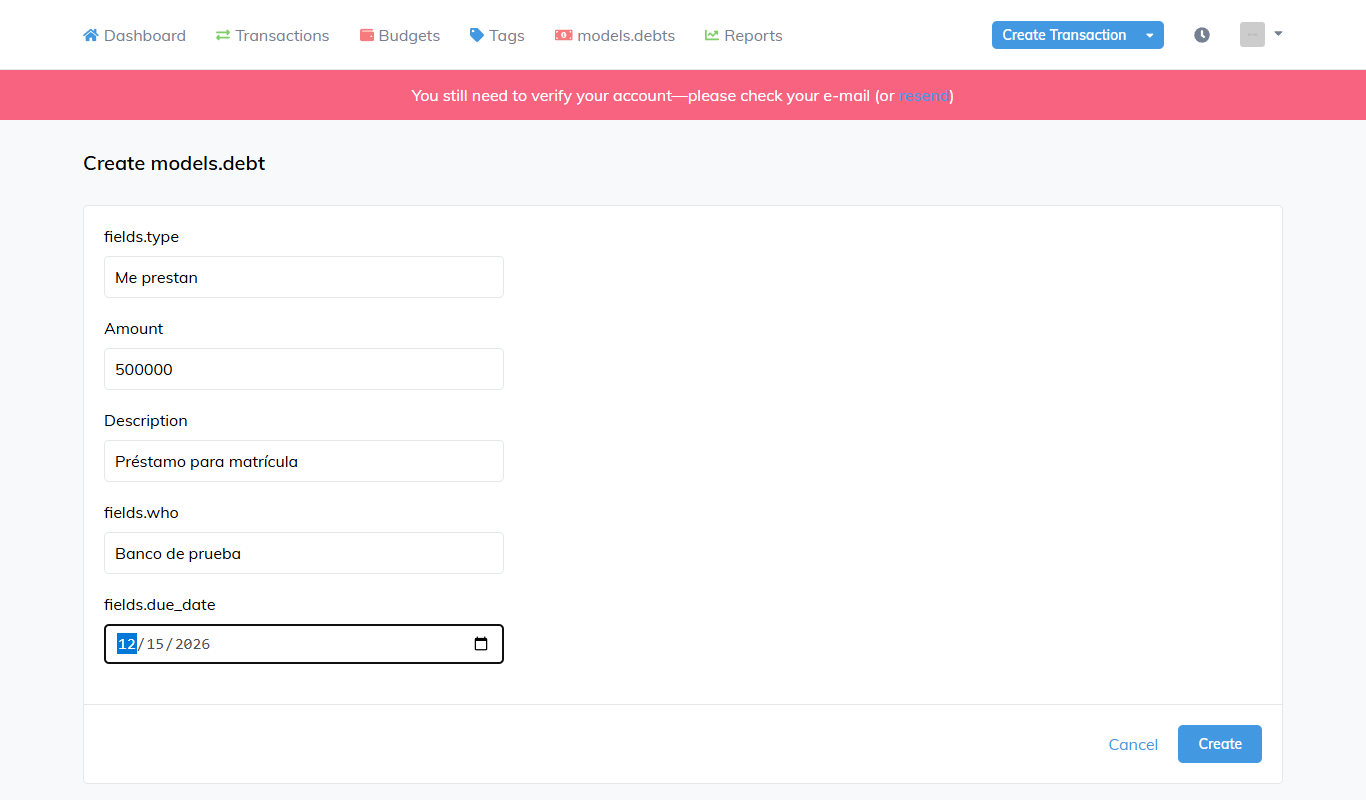 Dashboard Transactions Budgets Tags models.debts Reports Create Transaction
You still need to verify your account—please check your e-mail (or resend)
Create models.debt
fields.type
Me prestan
Amount
500000
Description
Préstamo para matrícula
fields.who
Banco de prueba
fields.due_date
12/15/2026
Cancel Create